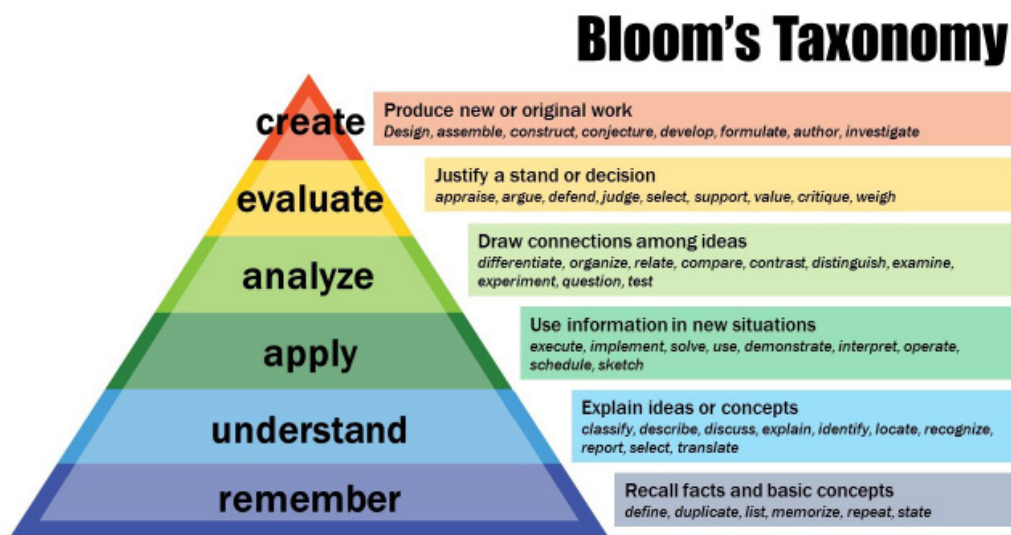 Bloom's Taxonomy
create
Produce new or original work
Design, assemble, construct, conjecture, develop, formulate, author, investigate
evaluate
Justify a stand or decision
appraise, argue, defend, judge, select, support, value, critique, weigh
analyze
Draw connections among ideas
differentiate, organize, relate, compare, contrast, distinguish, examine,
experiment, question, test
apply
Use information in new situations
execute, implement, solve, use, demonstrate, interpret, operate,
schedule, sketch
understand
Explain ideas or concepts
classify, describe, discuss, explain, identify, locate, recognize,
report, select, translate
remember
Recall facts and basic concepts
define, duplicate, list, memorize, repeat, state